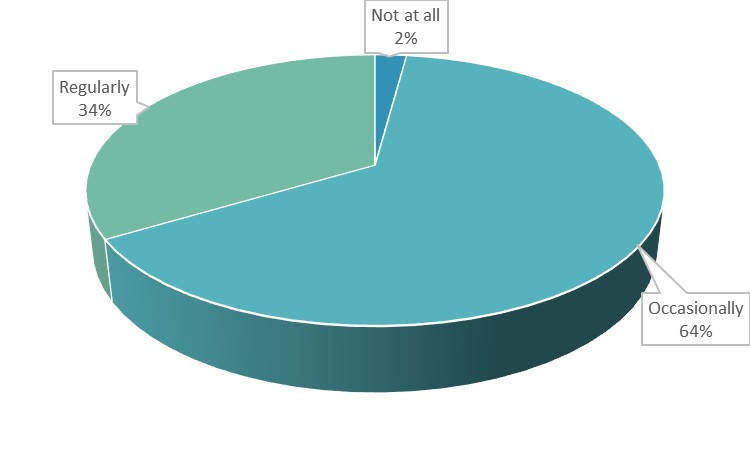 Not at all
2%
Regularly
34%
Occasionally
64%